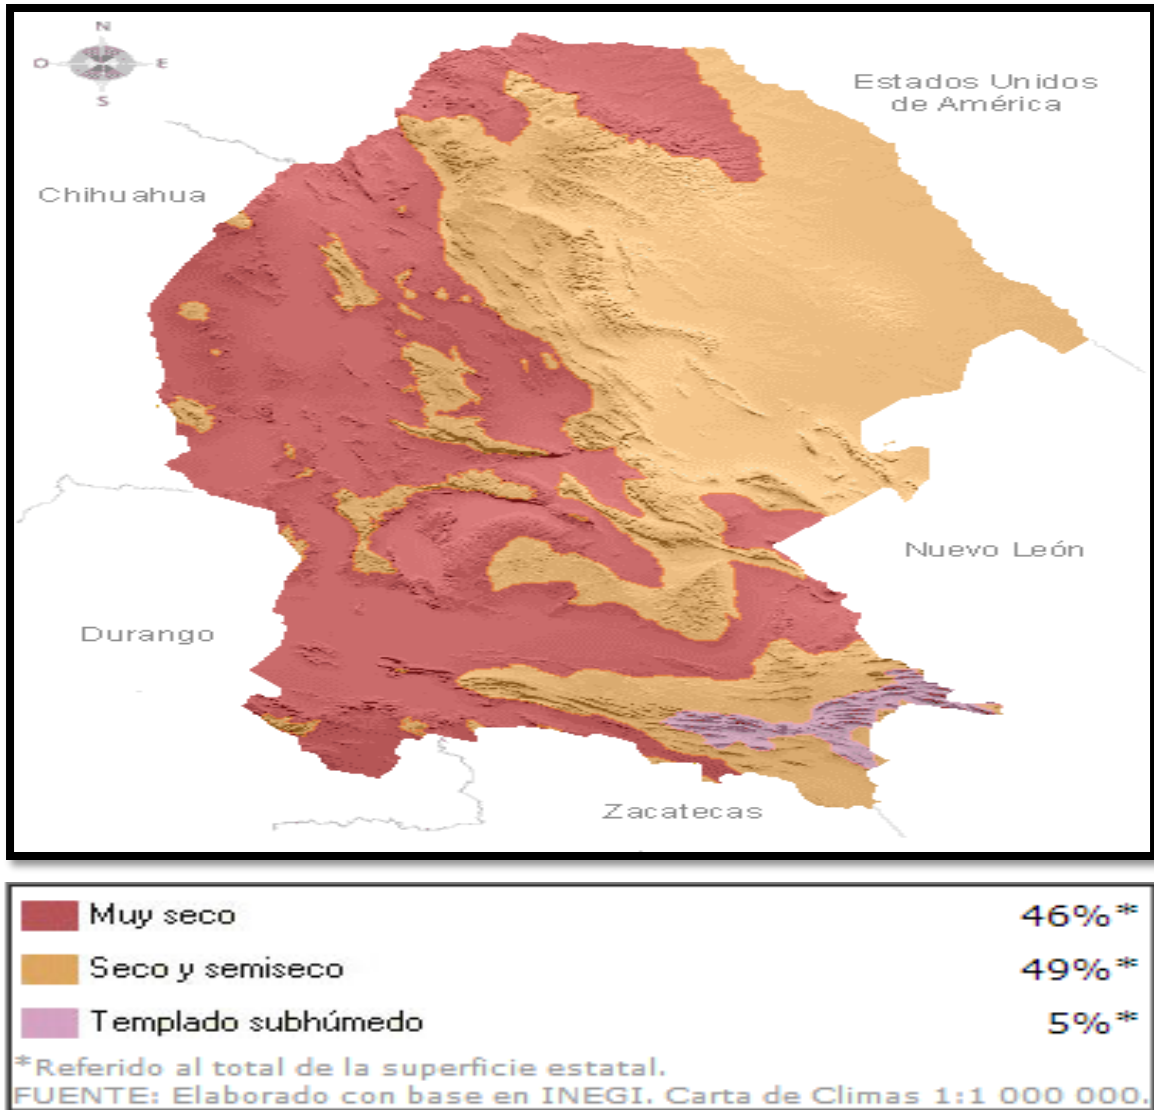 N
O E
S
Estados Unidos
de América
Chihuahua
Nuevo León
Durango
Zacatecas
Muy seco 46%*
Seco y semiseco 49%*
Templado subhúmedo 5%*
*Referido al total de la superficie estatal.
FUENTE: Elaborado con base en INEGI. Carta de Climas 1:1 000 000.